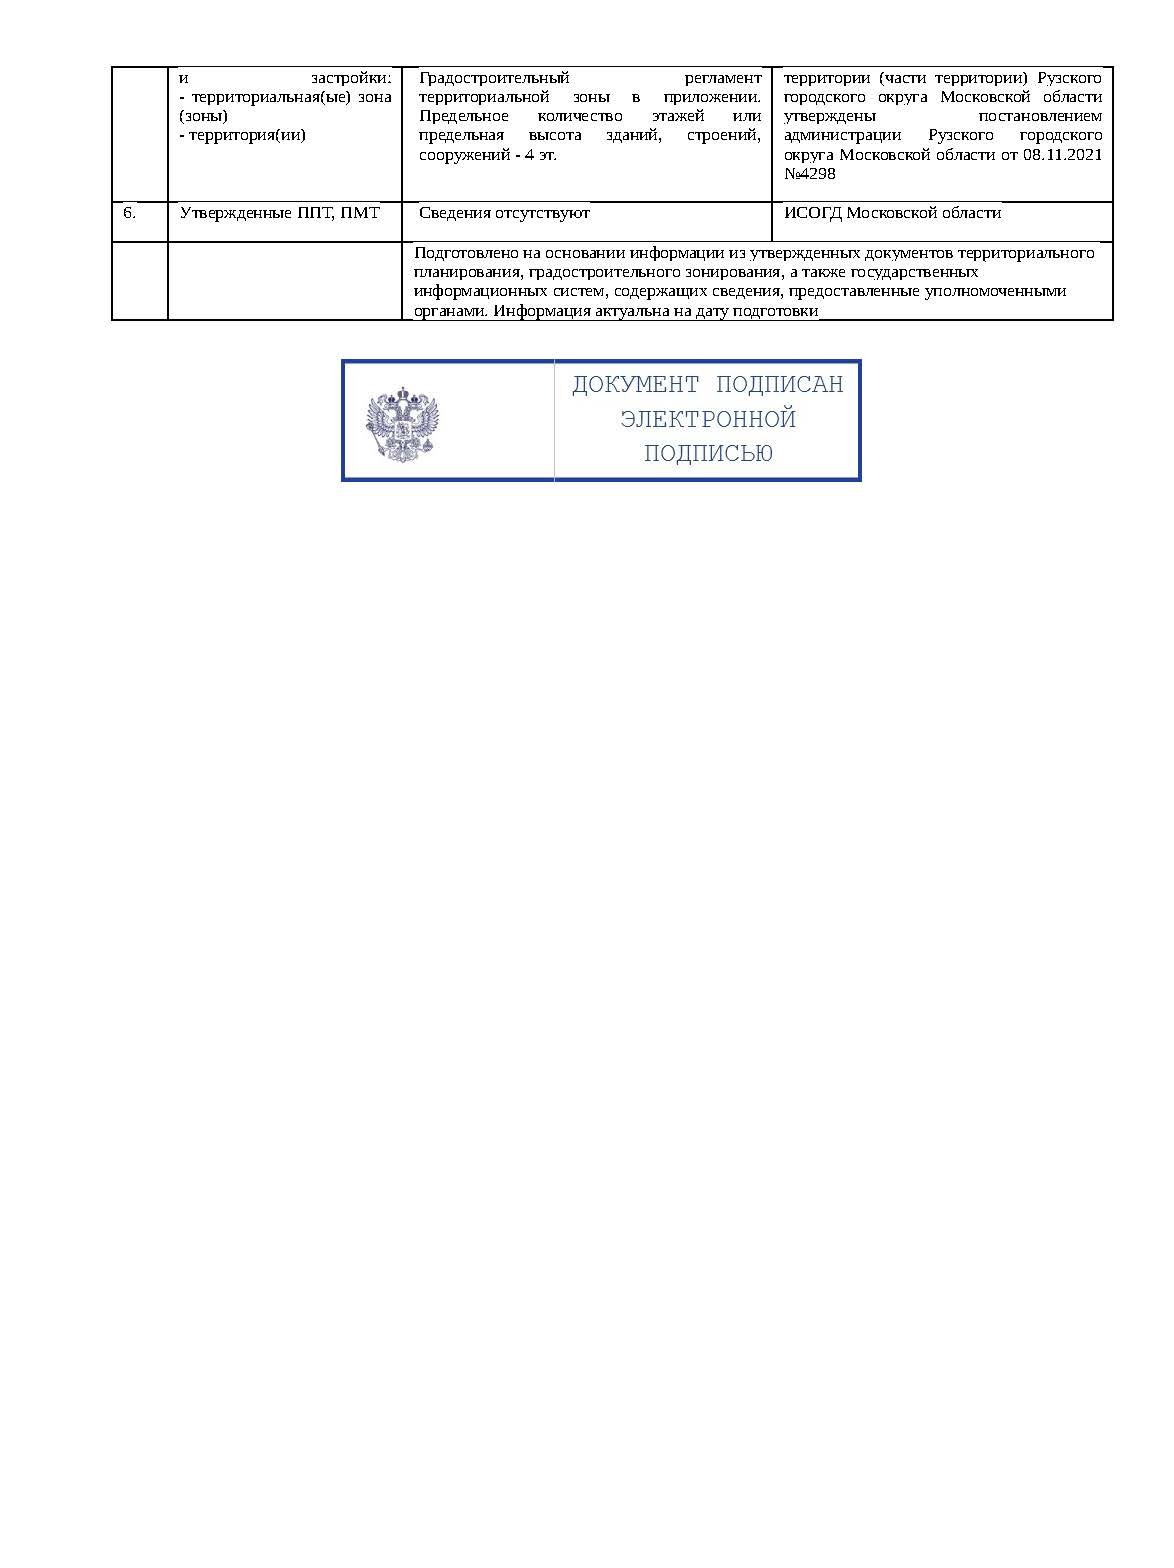 и застройки:
- территориальная(ые) зона
(зоны)
- территория(ии)
Градостроительный регламент
территориальной зоны в приложении.
Предельное количество этажей или
предельная высота зданий, строений,
сооружений - 4 эт.
территории (части территории) Рузского
городского округа Московской области
утверждены постановлением
администрации Рузского городского
округа Московской области от 08.11.2021
№4298
6.
Утвержденные ППТ, ПМТ
Сведения отсутствуют
ИСОГД Московской области
Подготовлено на основании информации из утвержденных документов территориального
планирования, градостроительного зонирования, а также государственных
информационных систем, содержащих сведения, предоставленные уполномоченными
органами. Информация актуальна на дату подготовки
ДОКУМЕНТ ПОДПИСАН
ЭЛЕКТРОННОЙ
ПОДПИСЬЮ